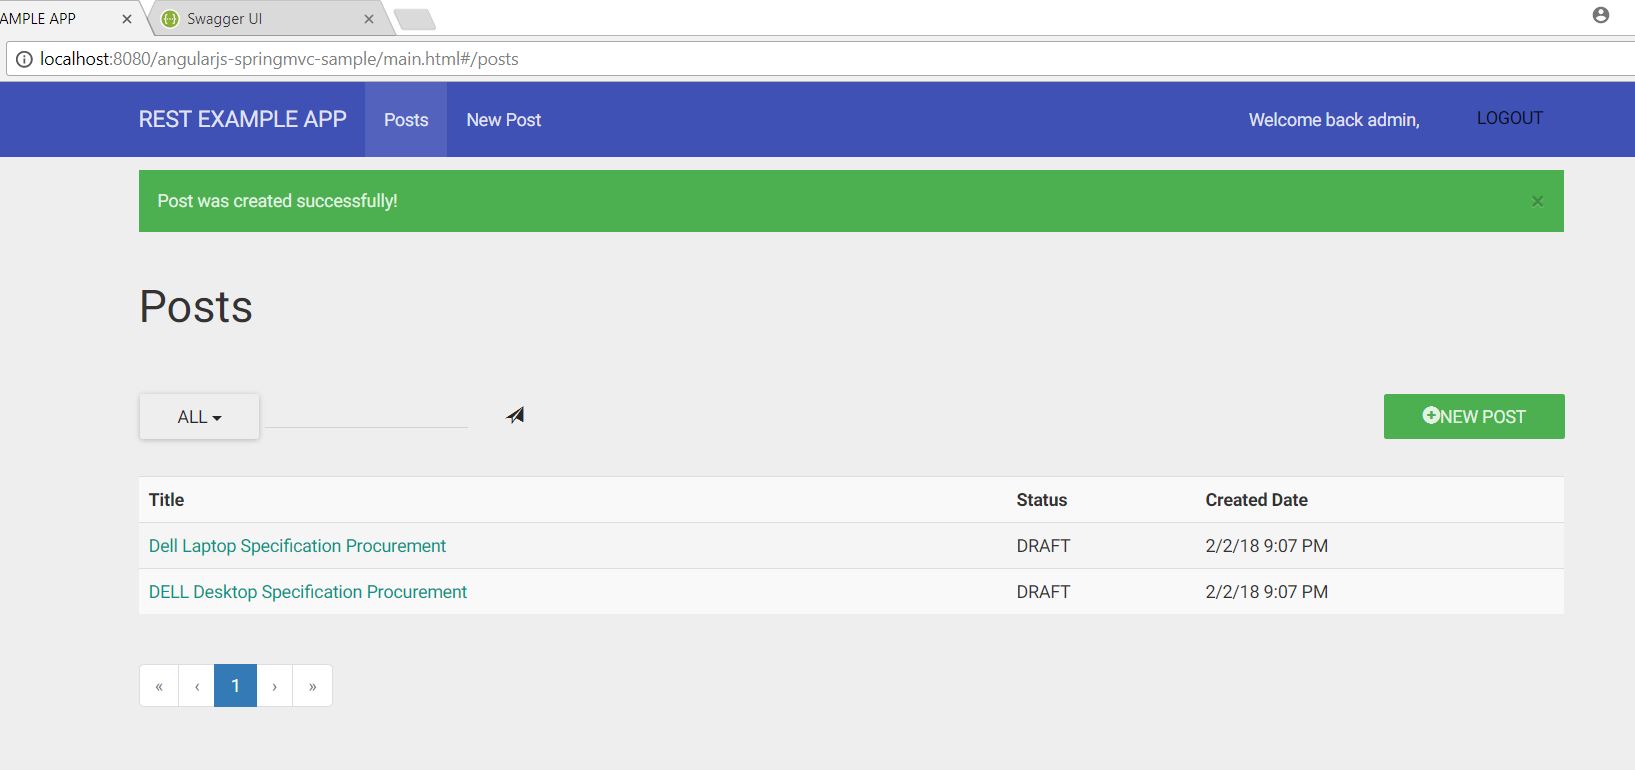 AMPLE APP × Swagger UI ×
localhost:8080/angularjs-springmvc-sample/main.html#/posts
REST EXAMPLE APP Posts New Post Welcome back admin, LOGOUT
Post was created successfully! ×
Posts
ALL NEW POST
Title Status Created Date
Dell Laptop Specification Procurement DRAFT 2/2/18 9:07 PM
DELL Desktop Specification Procurement DRAFT 2/2/18 9:07 PM
« ‹ 1 › »